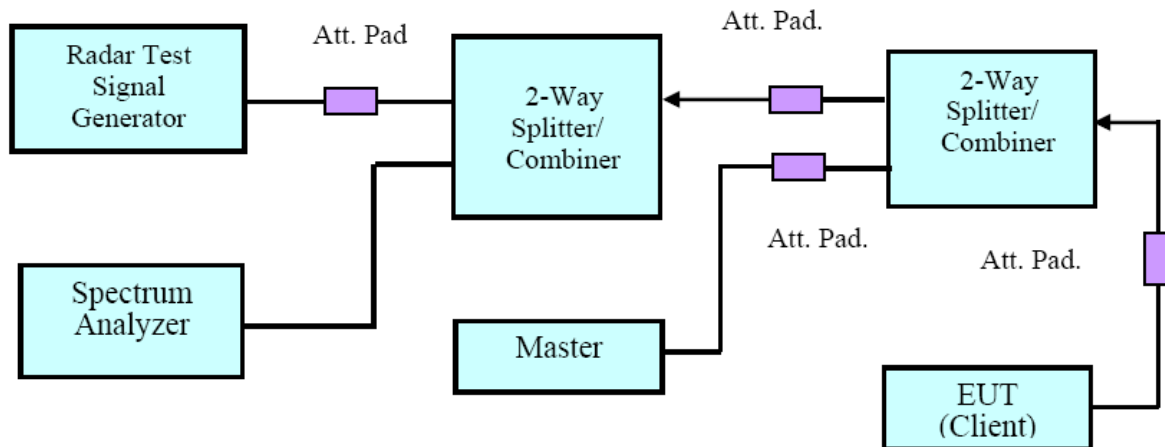 Att. Pad
Att. Pad.
Radar Test
Signal
Generator
2-Way
Splitter/
Combiner
2-Way
Splitter/
Combiner
Att. Pad.
Att. Pad.
Spectrum
Analyzer
Master
EUT
(Client)